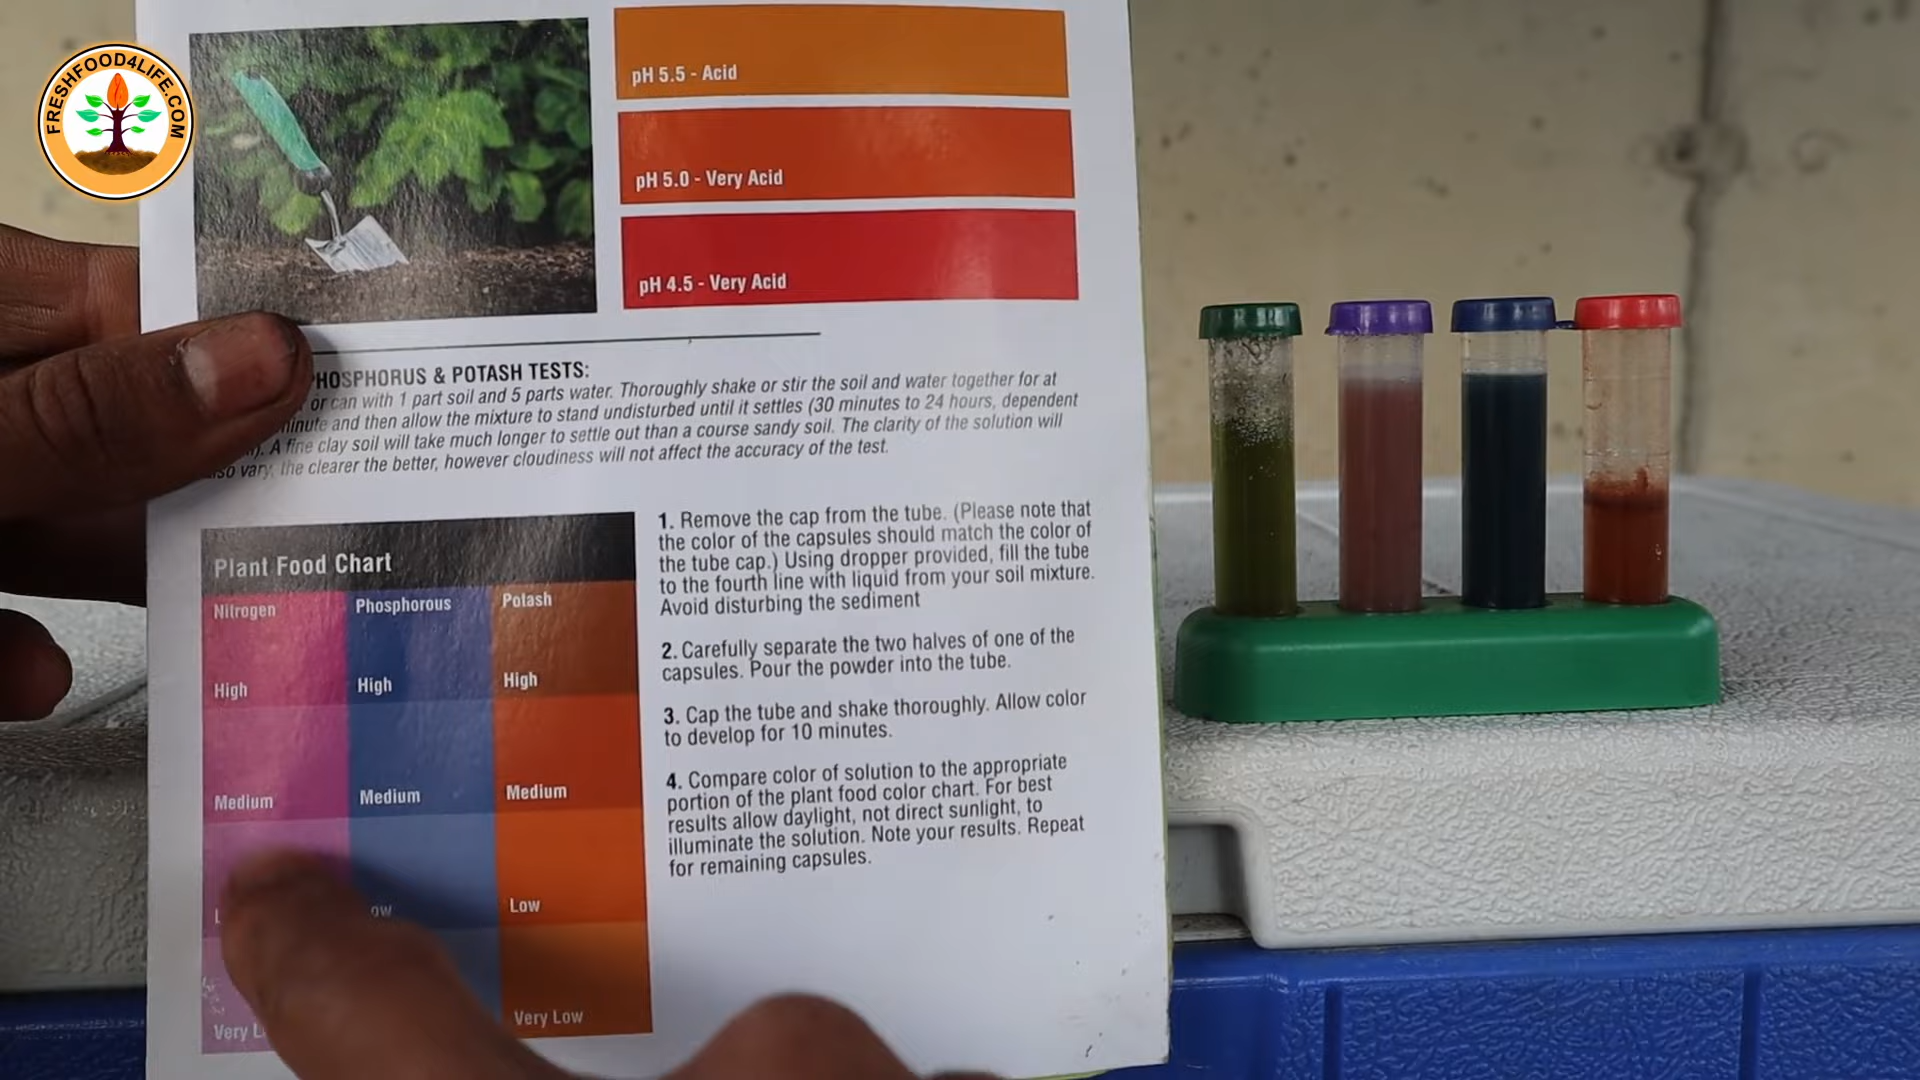 FRESHFOOD4LIFE.COM
pH 5.5 - Acid
pH 5.0 - Very Acid
pH 4.5 - Very Acid
PHOSPHORUS & POTASH TESTS:
or can with 1 part soil and 5 parts water. Thoroughly shake or stir the soil and water together for at
minute and then allow the mixture to stand undisturbed until it settles (30 minutes to 24 hours, dependent
A fine clay soil will take much longer to settle out than a course sandy soil. The clarity of the solution will
vary, the clearer the better, however cloudiness will not affect the accuracy of the test.
Plant Food Chart
Nitrogen Phosphorous Potash
High High High
Medium Medium Medium
Low
Very Low
1. Remove the cap from the tube. (Please note that
the color of the capsules should match the color of
the tube cap.) Using dropper provided, fill the tube
to the fourth line with liquid from your soil mixture.
Avoid disturbing the sediment
2. Carefully separate the two halves of one of the
capsules. Pour the powder into the tube.
3. Cap the tube and shake thoroughly. Allow color
to develop for 10 minutes.
4. Compare color of solution to the appropriate
portion of the plant food color chart. For best
results allow daylight, not direct sunlight, to
illuminate the solution. Note your results. Repeat
for remaining capsules.